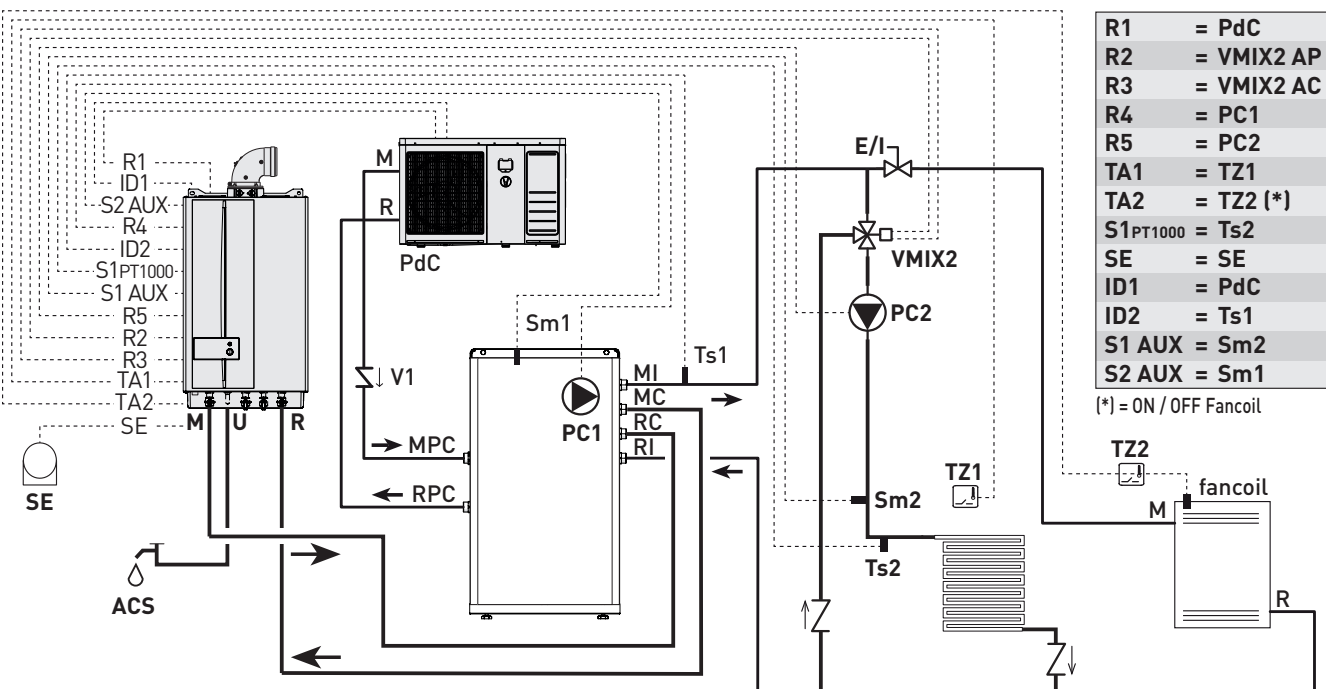 R1
ID1
S2 AUX
R4
ID2
S1PT1000
S1 AUX
R5
R2
R3
TA1
TA2
SE
M U R
SE
ACS
M
R
PdC
V1
MPC
RPC
Sm1
PC1
MI
MC
RC
RI
Ts1
E/I
VMIX2
PC2
Sm2
Ts2
TZ1
TZ2
fancoil
M
R
R1 = PdC
R2 = VMIX2 AP
R3 = VMIX2 AC
R4 = PC1
R5 = PC2
TA1 = TZ1
TA2 = TZ2 (*)
S1PT1000 = Ts2
SE = SE
ID1 = PdC
ID2 = Ts1
S1 AUX = Sm2
S2 AUX = Sm1
(*) = ON / OFF Fancoil